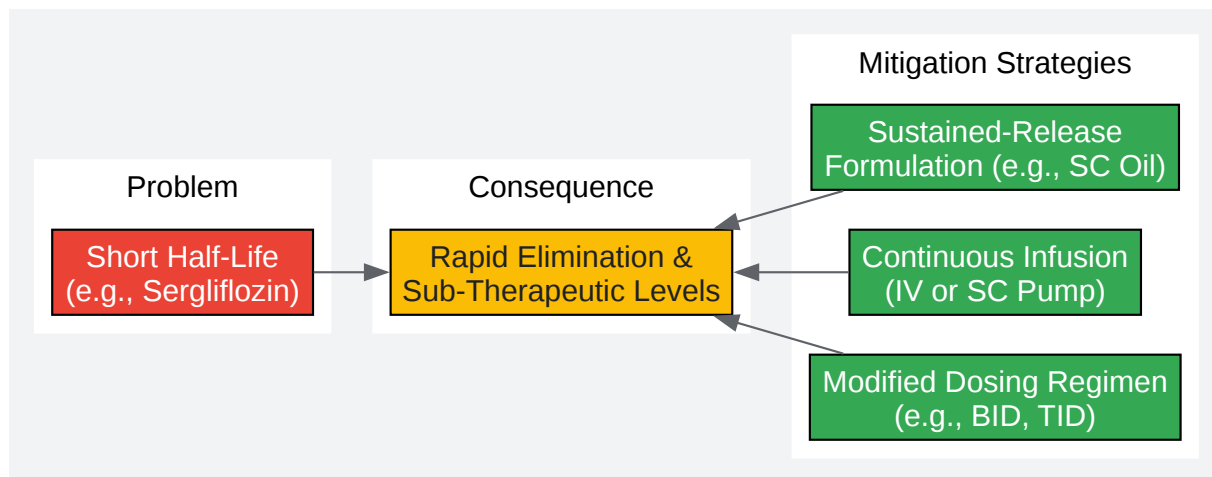 Problem
Short Half-Life
(e.g., Sergliflozin)
Consequence
Rapid Elimination &
Sub-Therapeutic Levels
Mitigation Strategies
Sustained-Release
Formulation (e.g., SC Oil)
Continuous Infusion
(IV or SC Pump)
Modified Dosing Regimen
(e.g., BID, TID)